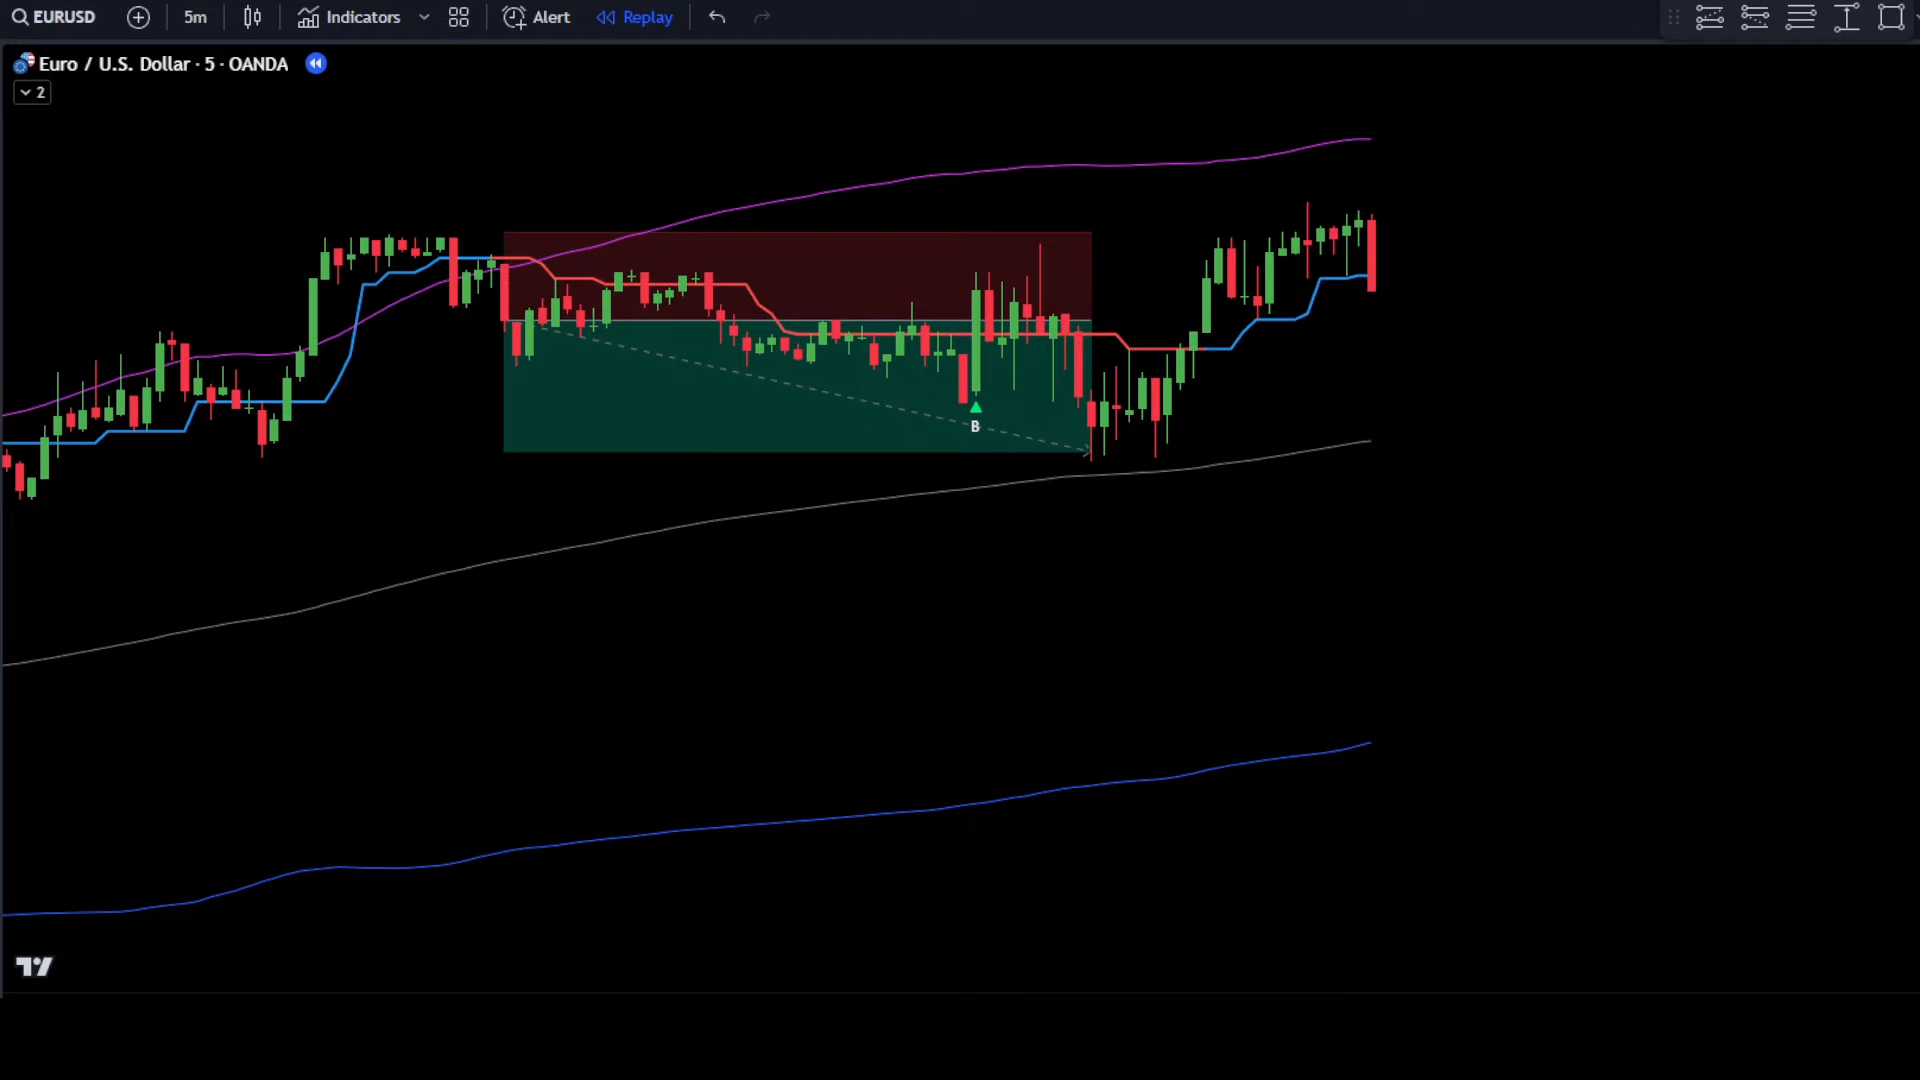 EURUSD 5m Indicators Alert Replay
Euro / U.S. Dollar · 5 · OANDA
2
B